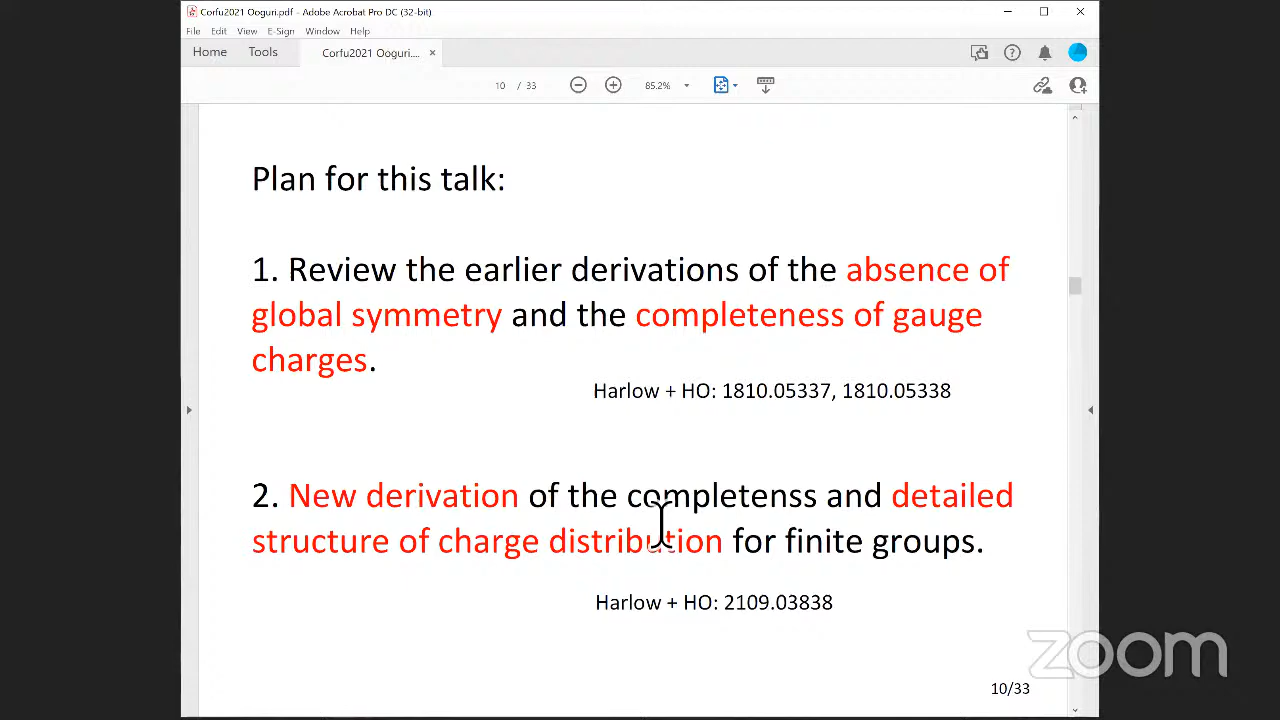 Corfu2021 Ooguri.pdf - Adobe Acrobat Pro DC (32-bit)
File Edit View E-Sign Window Help
Home Tools Corfu2021 Ooguri.... ×
10 / 33 85.2%
Plan for this talk:
1. Review the earlier derivations of the absence of
global symmetry and the completeness of gauge
charges.
Harlow + HO: 1810.05337, 1810.05338
2. New derivation of the completenss and detailed
structure of charge distribution for finite groups.
Harlow + HO: 2109.03838
zoom
10/33